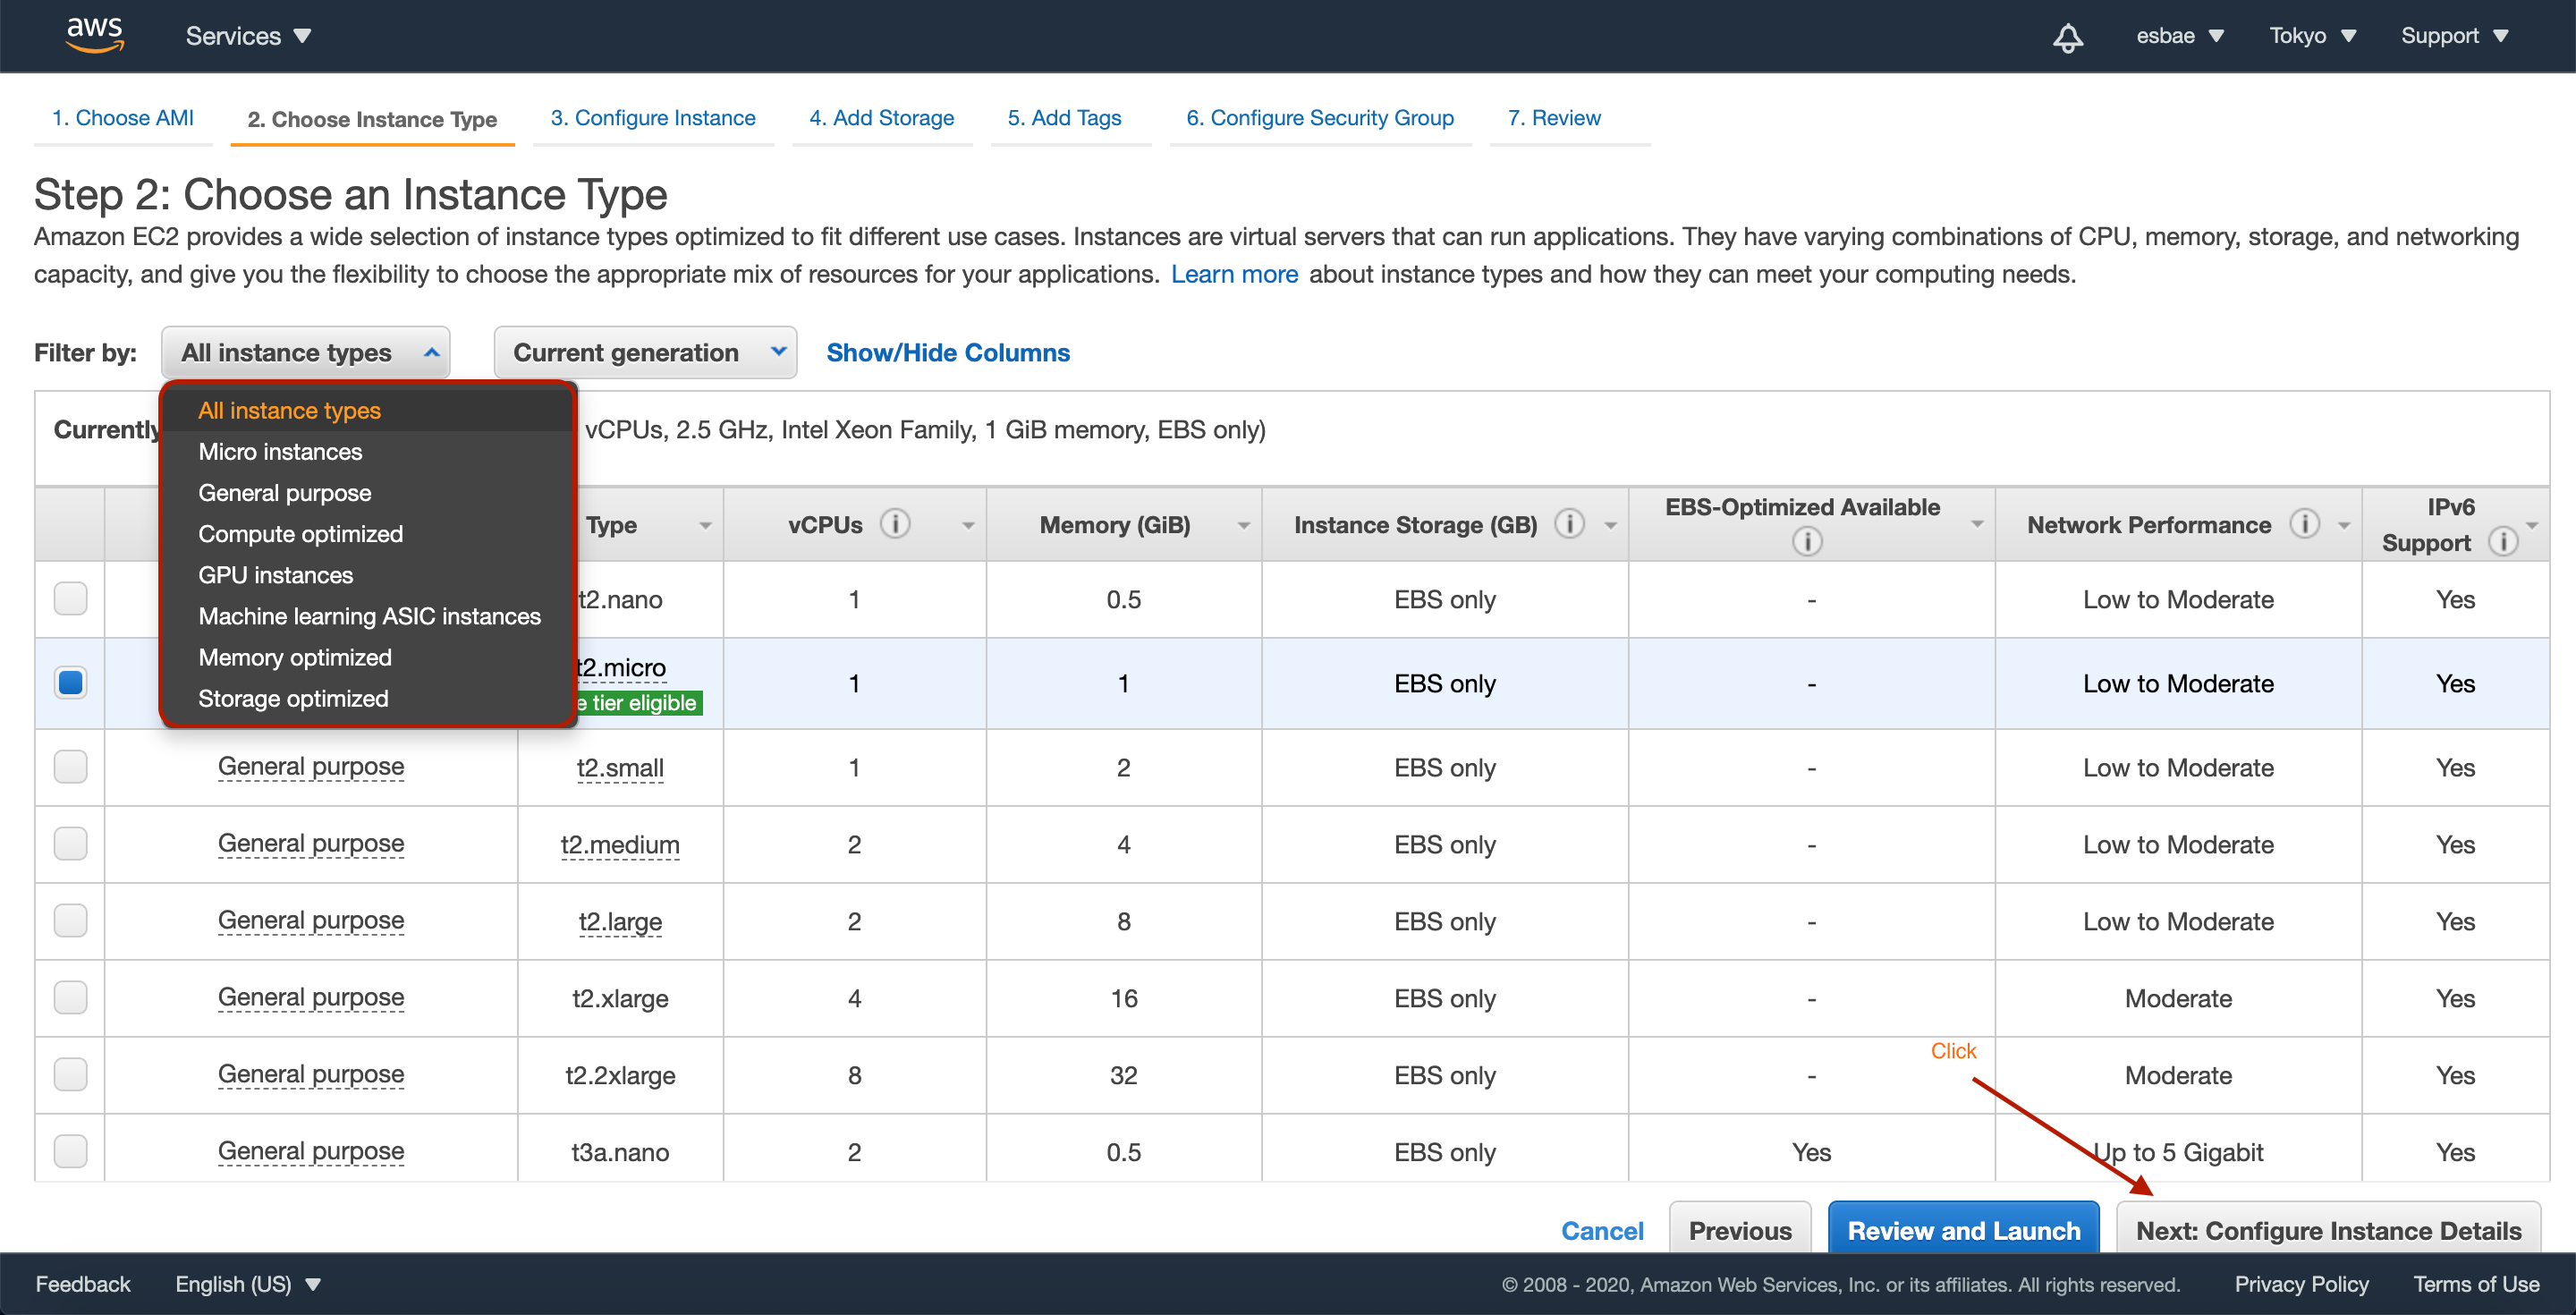 aws Services esbae Tokyo Support
1. Choose AMI 2. Choose Instance Type 3. Configure Instance 4. Add Storage 5. Add Tags 6. Configure Security Group 7. Review
Step 2: Choose an Instance Type
Amazon EC2 provides a wide selection of instance types optimized to fit different use cases. Instances are virtual servers that can run applications. They have varying combinations of CPU, memory, storage, and networking
capacity, and give you the flexibility to choose the appropriate mix of resources for your applications. Learn more about instance types and how they can meet your computing needs.
Filter by: All instance types Current generation Show/Hide Columns
All instance types
Micro instances
General purpose
Compute optimized
GPU instances
Machine learning ASIC instances
Memory optimized
Storage optimized
Currently vCPUs, 2.5 GHz, Intel Xeon Family, 1 GiB memory, EBS only)
Type vCPUs Memory (GiB) Instance Storage (GB) EBS-Optimized Available Network Performance IPv6 Support
t2.nano 1 0.5 EBS only - Low to Moderate Yes
t2.micro 1 1 EBS only - Low to Moderate Yes
e tier eligible
General purpose t2.small 1 2 EBS only - Low to Moderate Yes
General purpose t2.medium 2 4 EBS only - Low to Moderate Yes
General purpose t2.large 2 8 EBS only - Low to Moderate Yes
General purpose t2.xlarge 4 16 EBS only - Moderate Yes
General purpose t2.2xlarge 8 32 EBS only - Moderate Yes
Click
General purpose t3a.nano 2 0.5 EBS only Yes Up to 5 Gigabit Yes
Cancel Previous Review and Launch Next: Configure Instance Details
Feedback English (US) © 2008 - 2020, Amazon Web Services, Inc. or its affiliates. All rights reserved. Privacy Policy Terms of Use